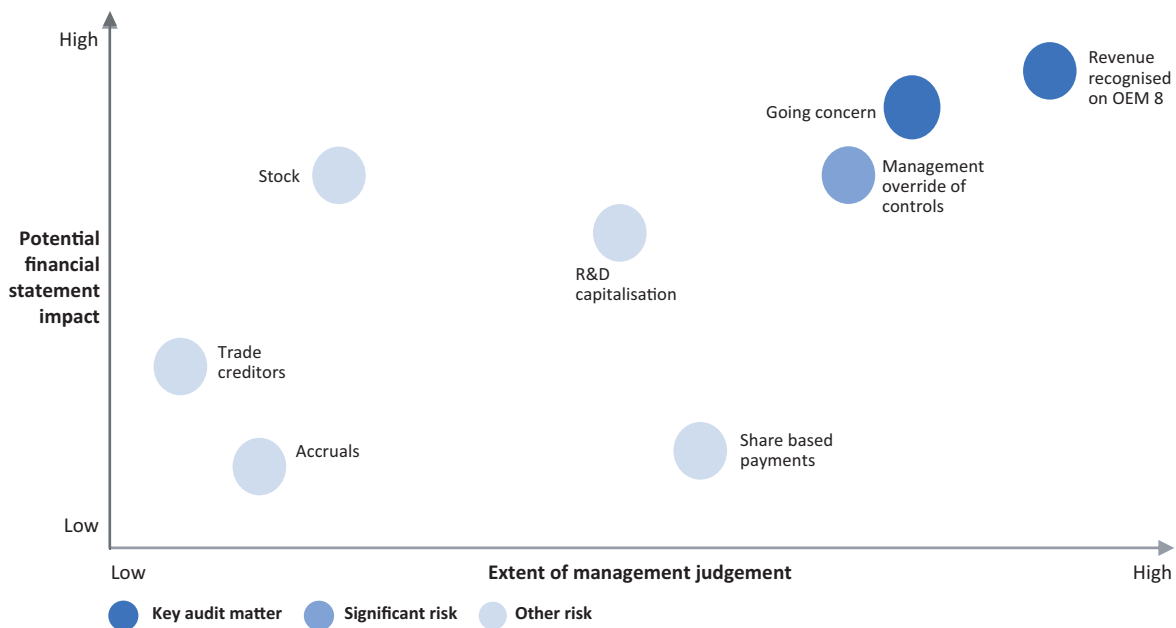 High
Revenue
recognised
on OEM 8
Going concern
Stock
Management
override of
controls
Potential
financial
statement
impact
R&D
capitalisation
Trade
creditors
Accruals
Share based
payments
Low
Low
Extent of management judgement
High
Key audit matter
Significant risk
Other risk